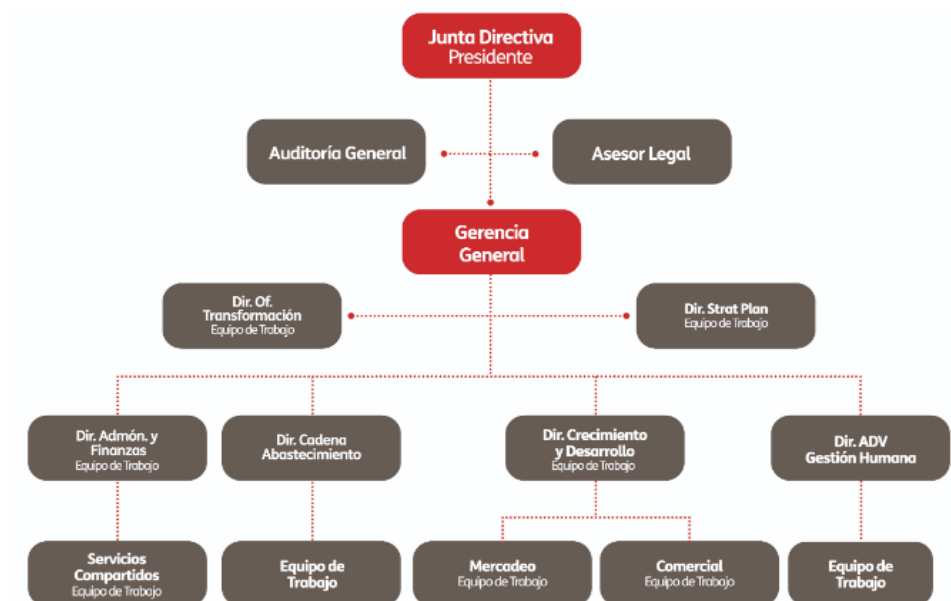 Junta Directiva
Presidente
Auditoría General
Asesor Legal
Gerencia
General
Dir. Of.
Transformación
Equipo de Trabajo
Dir. Strat Plan
Equipo de Trabajo
Dir. Admón. y
Finanzas
Equipo de Trabajo
Dir. Cadena
Abastecimiento
Dir. Crecimiento
y Desarrollo
Equipo de Trabajo
Dir. ADV
Gestión Humana
Servicios
Compartidos
Equipo de Trabajo
Equipo de
Trabajo
Mercadeo
Equipo de Trabajo
Comercial
Equipo de Trabajo
Equipo de
Trabajo